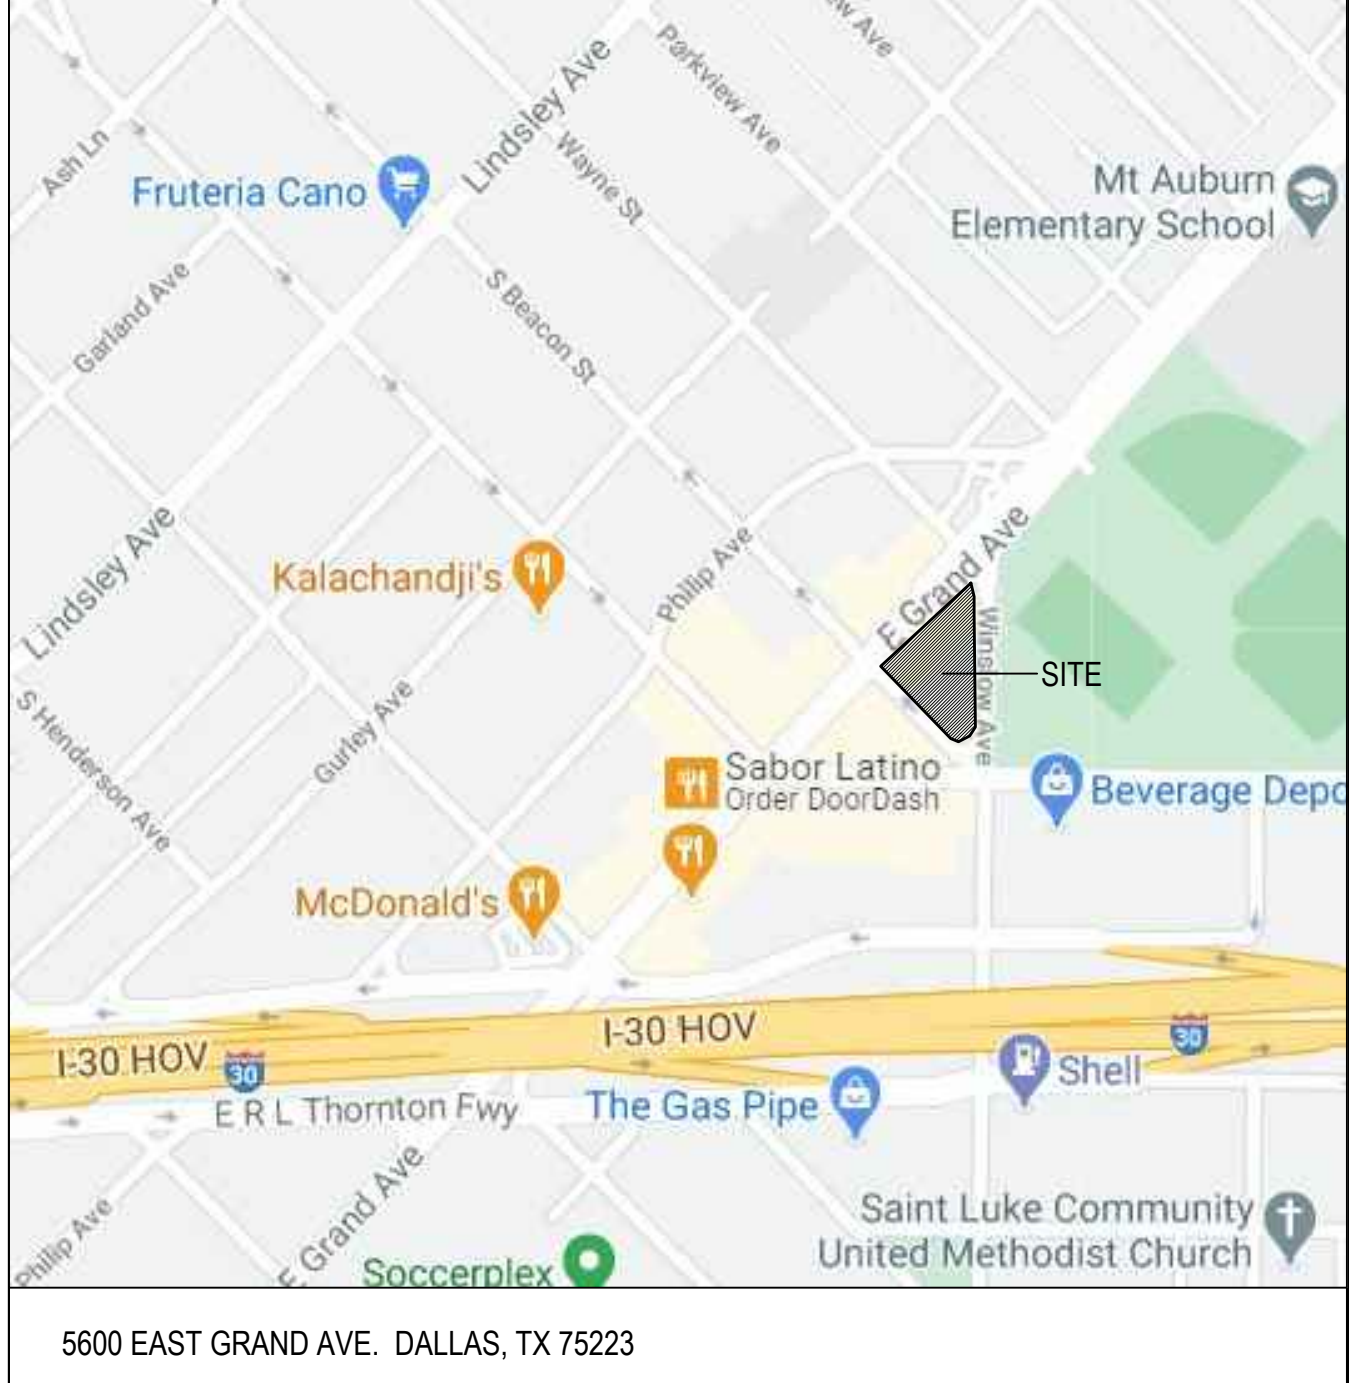 w Ave
Parkview Ave
Lindsley Ave
Ash Ln
Wayne St
Fruteria Cano
Mt Auburn
Elementary School
Garland Ave
S Beacon St
Lindsley Ave
Kalachandji's
Phillip Ave
E Grand Ave
Winslow Ave
SITE
S Henderson Ave
Gurley Ave
Sabor Latino
Order DoorDash
Beverage Depo
McDonald's
I-30 HOV
I-30 HOV
30
30
Shell
E R L Thornton Fwy
The Gas Pipe
E Grand Ave
Phillip Ave
Saint Luke Community
United Methodist Church
Soccerplex
5600 EAST GRAND AVE. DALLAS, TX 75223